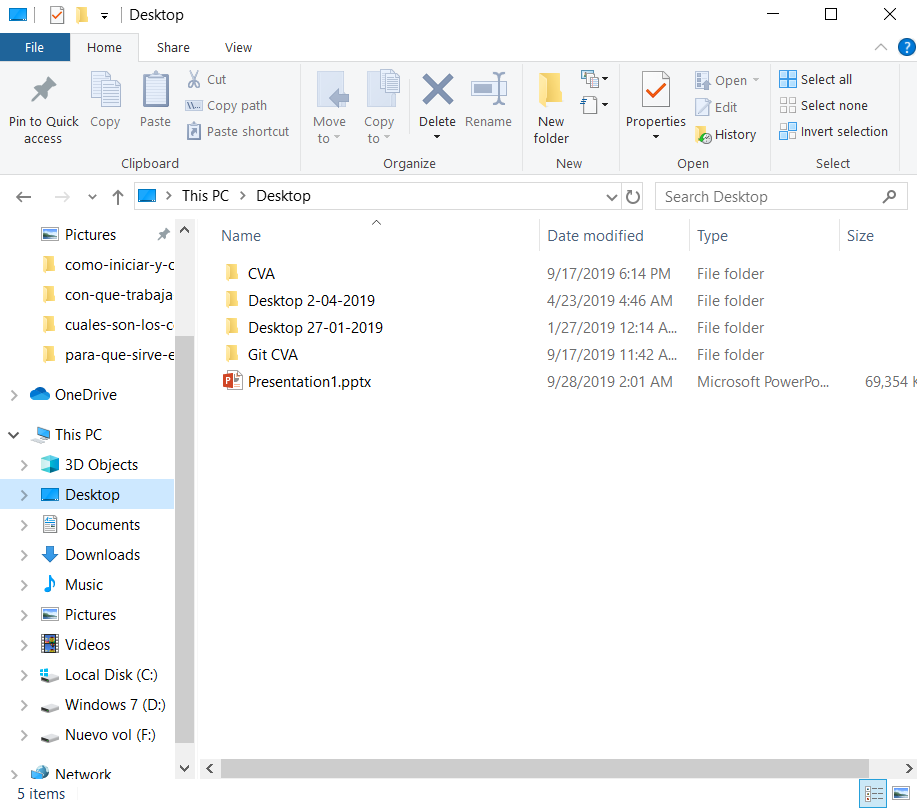 Desktop
File Home Share View
Pin to Quick access
Copy
Paste
Cut
Copy path
Paste shortcut
Clipboard
Move to
Copy to
Delete
Rename
Organize
New folder
New
Properties
Open
Edit
History
Open
Select all
Select none
Invert selection
Select
This PC > Desktop
Search Desktop
Pictures
como-iniciar-y-c
con-que-trabaja
cuales-son-los-c
para-que-sirve-e
OneDrive
This PC
3D Objects
Desktop
Documents
Downloads
Music
Pictures
Videos
Local Disk (C:)
Windows 7 (D:)
Nuevo vol (F:)
Network
Name Date modified Type Size
CVA 9/17/2019 6:14 PM File folder
Desktop 2-04-2019 4/23/2019 4:46 AM File folder
Desktop 27-01-2019 1/27/2019 12:14 A... File folder
Git CVA 9/17/2019 11:42 A... File folder
Presentation1.pptx 9/28/2019 2:01 AM Microsoft PowerPo... 69,354 K
5 items